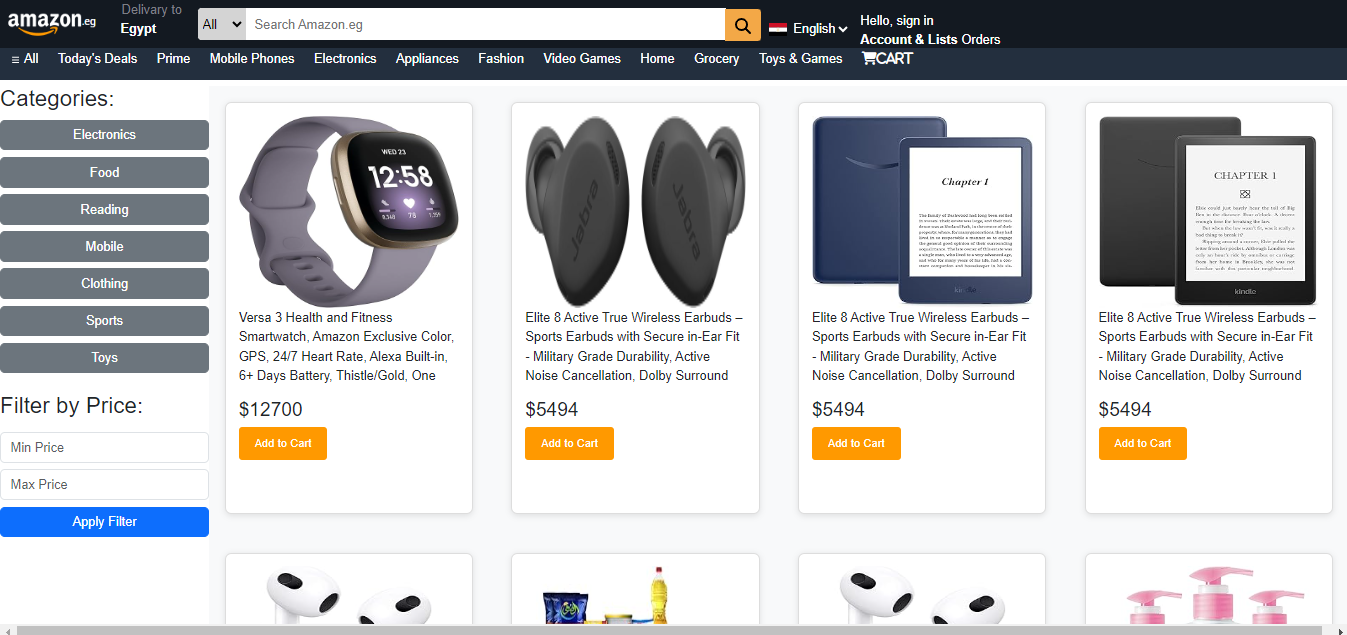 amazon.eg
Delivery to
Egypt
All
Search Amazon.eg
English
Hello, sign in
Account & Lists Orders
≡ All
Today's Deals
Prime
Mobile Phones
Electronics
Appliances
Fashion
Video Games
Home
Grocery
Toys & Games
CART
Categories:
Electronics
Food
Reading
Mobile
Clothing
Sports
Toys
Filter by Price:
Min Price
Max Price
Apply Filter
WED 23
12:58
Versa 3 Health and Fitness
Smartwatch, Amazon Exclusive Color,
GPS, 24/7 Heart Rate, Alexa Built-in,
6+ Days Battery, Thistle/Gold, One
$12700
Add to Cart
Jabra
Jabra
Elite 8 Active True Wireless Earbuds –
Sports Earbuds with Secure in-Ear Fit
- Military Grade Durability, Active
Noise Cancellation, Dolby Surround
$5494
Add to Cart
Chapter 1
kindle
Elite 8 Active True Wireless Earbuds –
Sports Earbuds with Secure in-Ear Fit
- Military Grade Durability, Active
Noise Cancellation, Dolby Surround
$5494
Add to Cart
CHAPTER 1
kindle
Elite 8 Active True Wireless Earbuds –
Sports Earbuds with Secure in-Ear Fit
- Military Grade Durability, Active
Noise Cancellation, Dolby Surround
$5494
Add to Cart